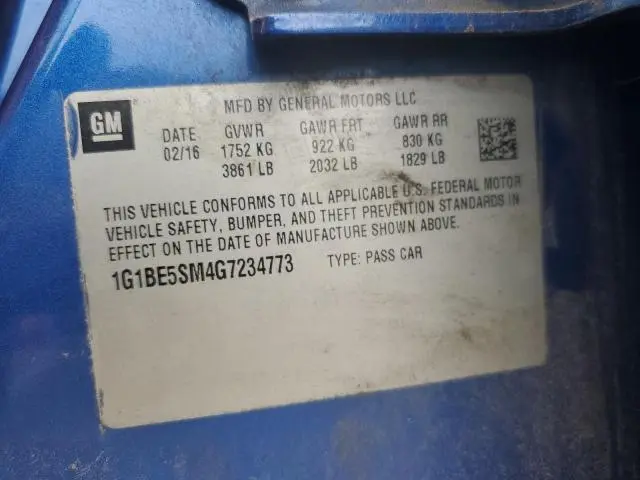 GM
MFD BY GENERAL MOTORS LLC
DATE GVWR GAWR FRT GAWR RR
02/16 1752 KG 922 KG 830 KG
3861 LB 2032 LB 1829 LB
THIS VEHICLE CONFORMS TO ALL APPLICABLE U.S. FEDERAL MOTOR
VEHICLE SAFETY, BUMPER, AND THEFT PREVENTION STANDARDS IN
EFFECT ON THE DATE OF MANUFACTURE SHOWN ABOVE.
1G1BE5SM4G7234773 TYPE: PASS CAR